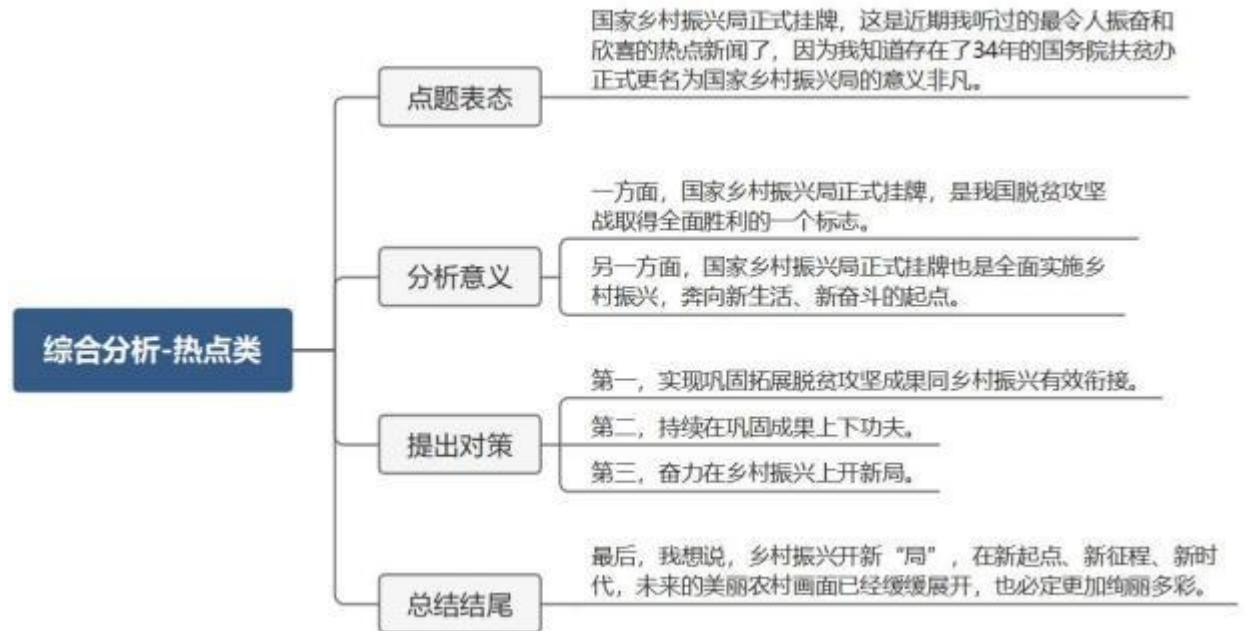 国家乡村振兴局正式挂牌，这是近期我听过的最令人振奋和
欣喜的热点新闻了，因为我知道存在了34年的国务院扶贫办
正式更名为国家乡村振兴局的意义非凡。
点题表态
一方面，国家乡村振兴局正式挂牌，是我国脱贫攻坚
战取得全面胜利的一个标志。
分析意义
另一方面，国家乡村振兴局正式挂牌也是全面实施乡
村振兴，奔向新生活、新奋斗的起点。
综合分析-热点类
第一，实现巩固拓展脱贫攻坚成果同乡村振兴有效衔接。
提出对策
第二，持续在巩固成果上下功夫。
第三，奋力在乡村振兴上开新局。
最后，我想说，乡村振兴开新“局”，在新起点、新征程、新时
代，未来的美丽农村画面已经缓缓展开，也必定更加绚丽多彩。
总结结尾